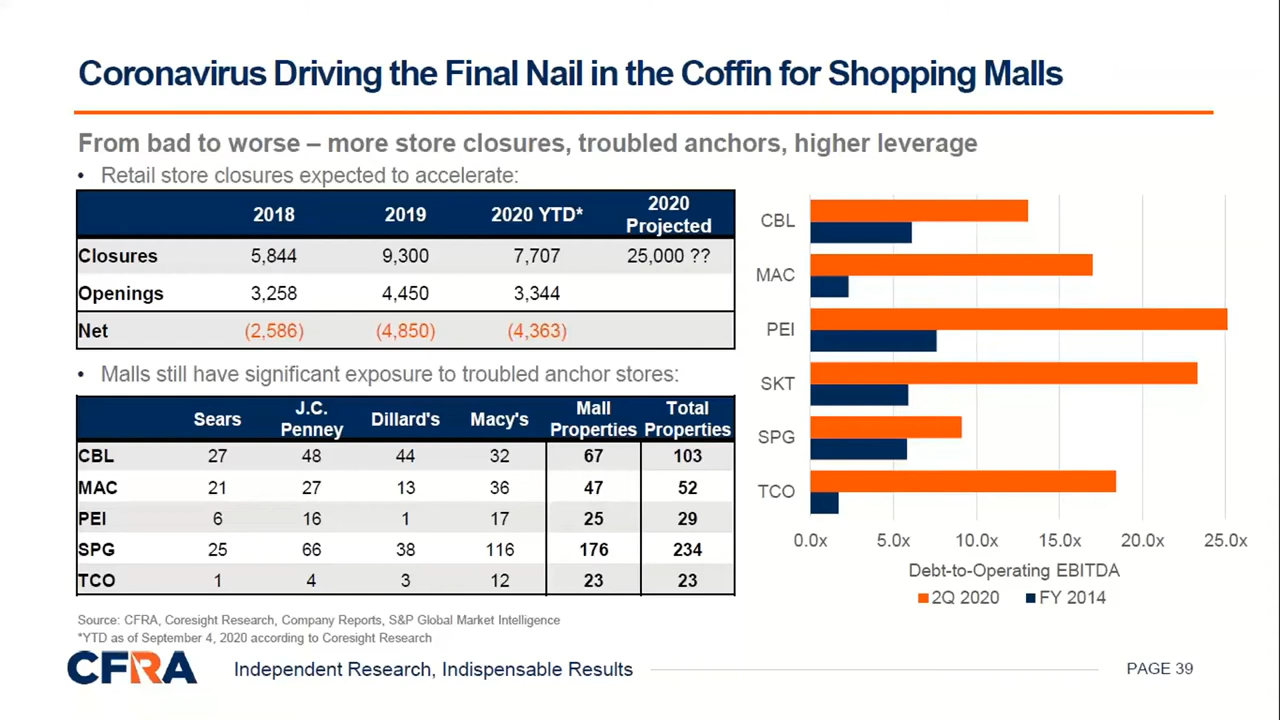 Coronavirus Driving the Final Nail in the Coffin for Shopping Malls
From bad to worse – more store closures, troubled anchors, higher leverage
• Retail store closures expected to accelerate:
2018 2019 2020 YTD* 2020 Projected
Closures 5,844 9,300 7,707 25,000 ??
Openings 3,258 4,450 3,344
Net (2,586) (4,850) (4,363)
• Malls still have significant exposure to troubled anchor stores:
Sears J.C. Penney Dillard's Macy's Mall Properties Total Properties
CBL 27 48 44 32 67 103
MAC 21 27 13 36 47 52
PEI 6 16 1 17 25 29
SPG 25 66 38 116 176 234
TCO 1 4 3 12 23 23
CBL
MAC
PEI
SKT
SPG
TCO
0.0x 5.0x 10.0x 15.0x 20.0x 25.0x
Debt-to-Operating EBITDA
2Q 2020 FY 2014
Source: CFRA, Coresight Research, Company Reports, S&P Global Market Intelligence
*YTD as of September 4, 2020 according to Coresight Research
CFRA Independent Research, Indispensable Results PAGE 39